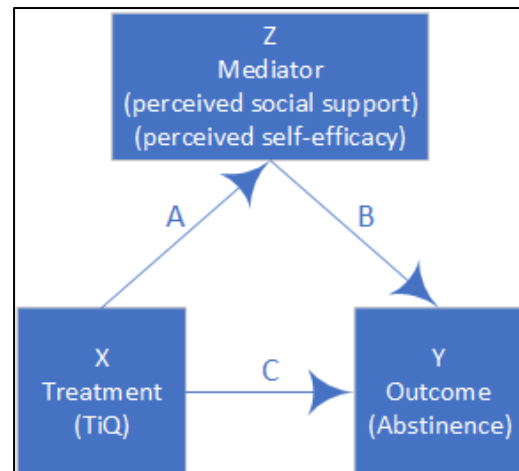 Z
Mediator
(perceived social support)
(perceived self-efficacy)
A
B
X
Treatment
(TiQ)
C
Y
Outcome
(Abstinence)